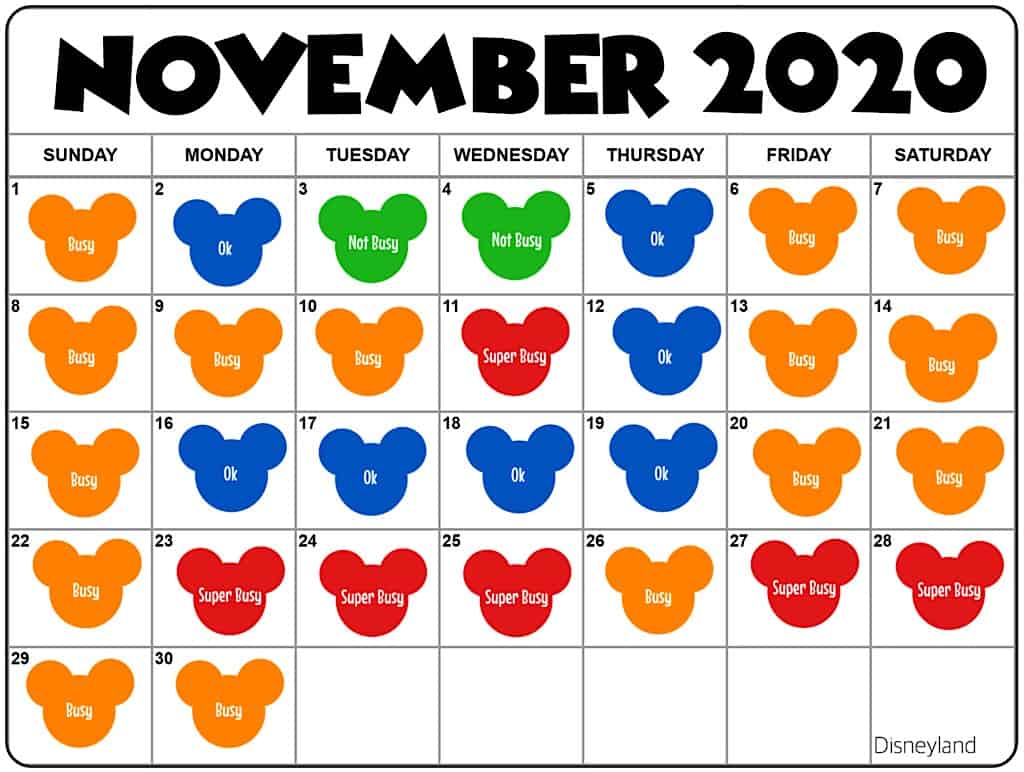 NOVEMBER 2020
SUNDAY MONDAY TUESDAY WEDNESDAY THURSDAY FRIDAY SATURDAY
1 2 3 4 5 6 7
Busy Ok Not Busy Not Busy Ok Busy Busy
8 9 10 11 12 13 14
Busy Busy Busy Super Busy Ok Busy Busy
15 16 17 18 19 20 21
Busy Ok Ok Ok Ok Busy Busy
22 23 24 25 26 27 28
Busy Super Busy Super Busy Super Busy Busy Super Busy Super Busy
29 30
Busy Busy
Disneyland